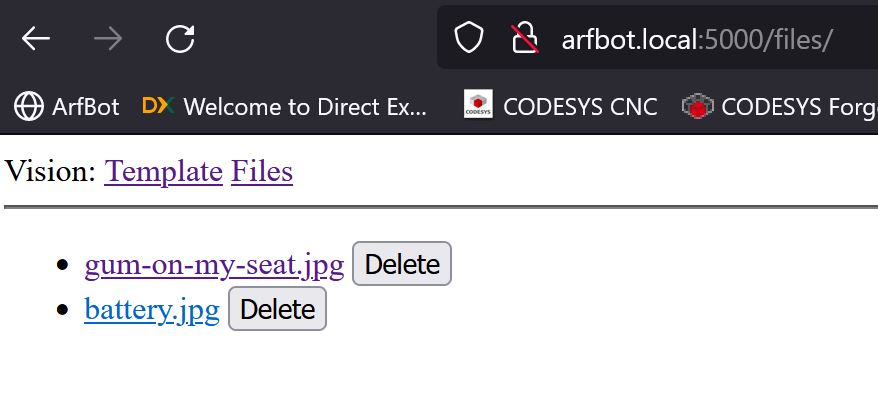 arfbot.local:5000/files/
ArfBot DX Welcome to Direct Ex... CODESYS CODESYS CNC CODESYS Forg
Vision: Template Files
gum-on-my-seat.jpg Delete
battery.jpg Delete